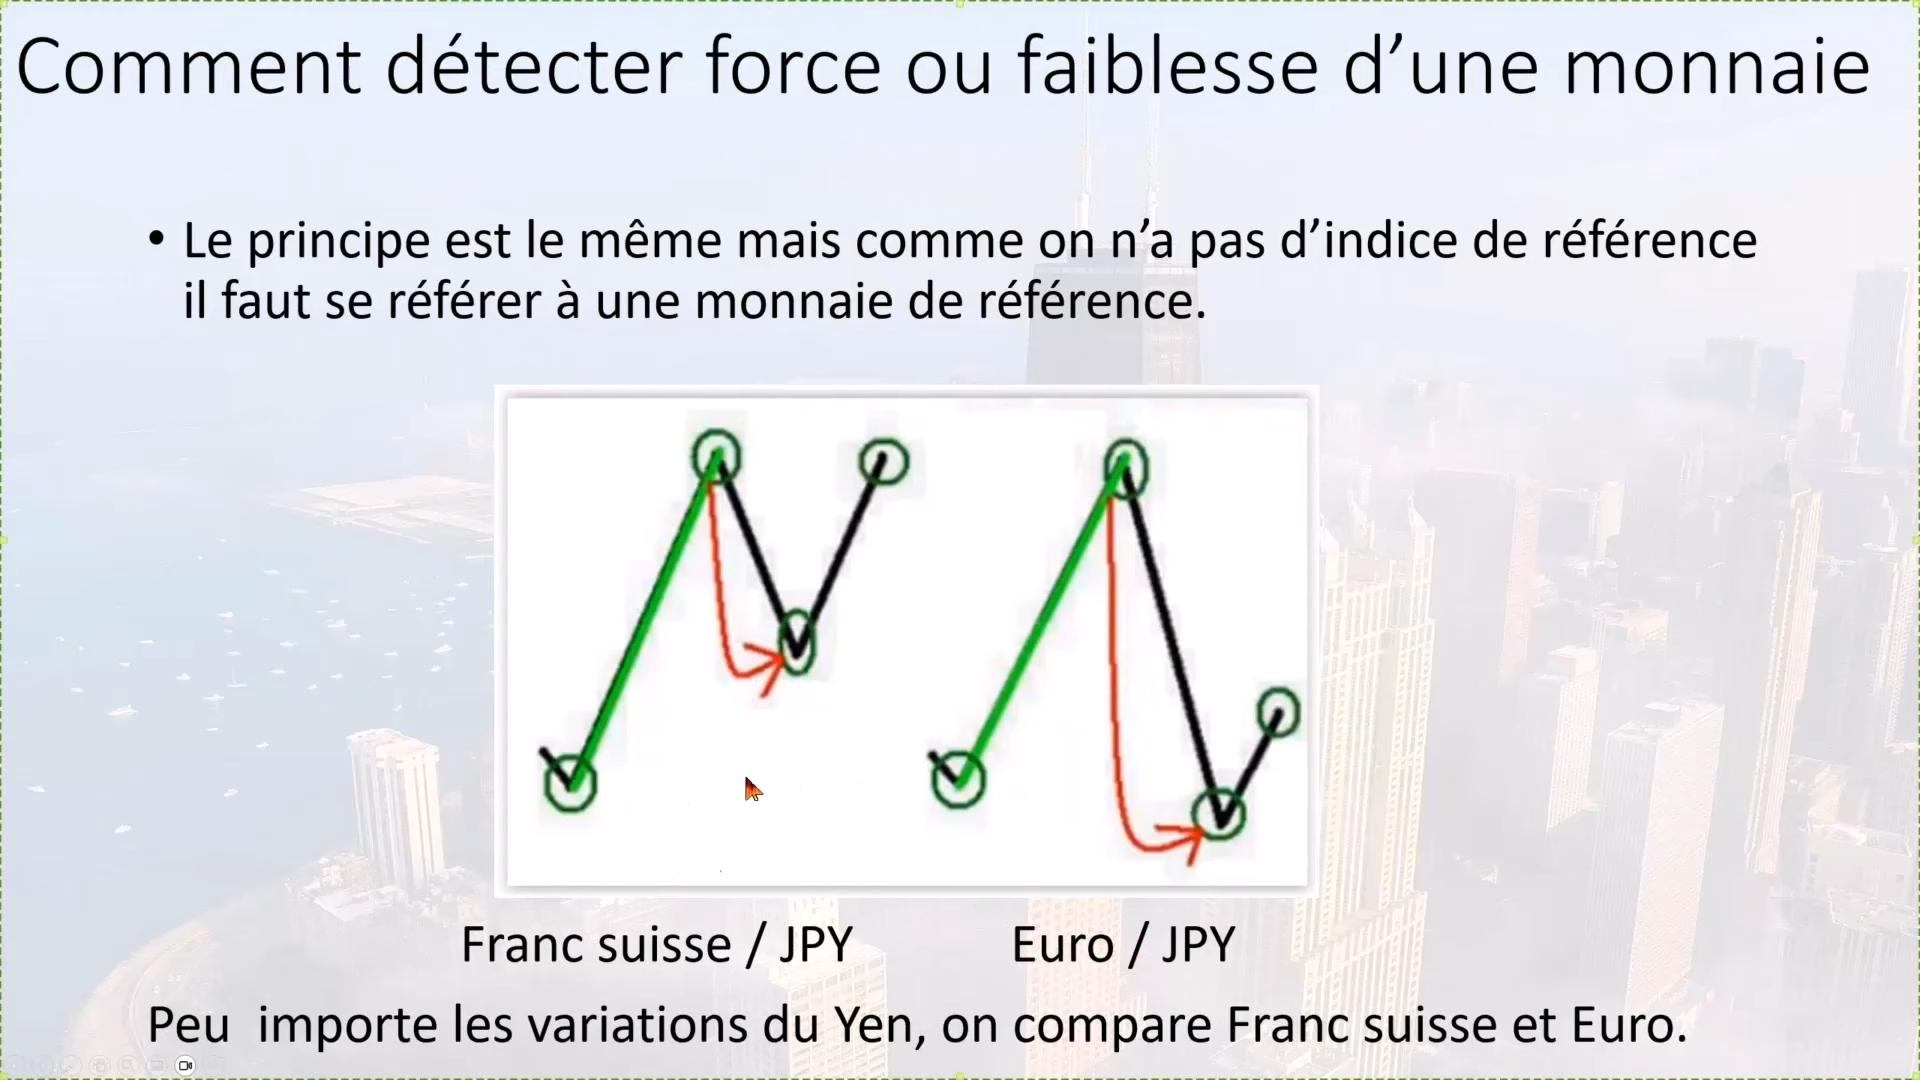 Comment détecter force ou faiblesse d’une monnaie
• Le principe est le même mais comme on n’a pas d’indice de référence
il faut se référer à une monnaie de référence.
Franc suisse / JPY
Euro / JPY
Peu  importe les variations du Yen, on compare Franc suisse et Euro.